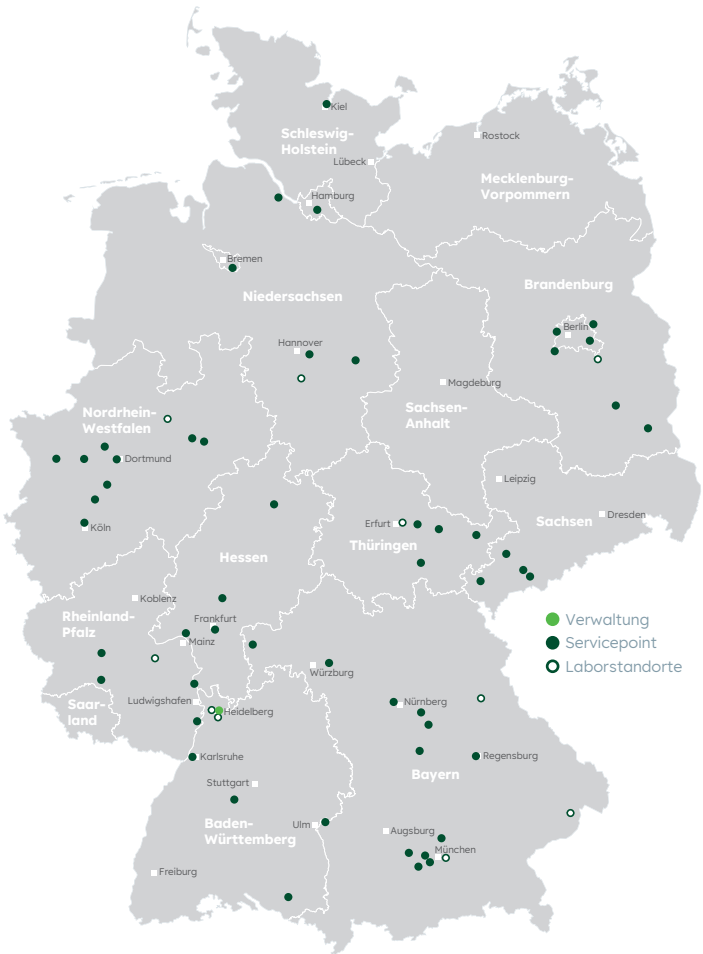 Kiel
Schleswig-
Holstein
Rostock
Lübeck
Mecklenburg-
Vorpommern
Hamburg
Bremen
Brandenburg
Niedersachsen
Berlin
Hannover
Magdeburg
Sachsen-
Anhalt
Nordrhein-
Westfalen
Dortmund
Leipzig
Dresden
Sachsen
Erfurt
Thüringen
Köln
Hessen
Koblenz
Rheinland-
Pfalz
Frankfurt
Mainz
Verwaltung
Servicepoint
Laborstandorte
Würzburg
Ludwigshafen
Saar-
land
Heidelberg
Nürnberg
Karlsruhe
Regensburg
Bayern
Stuttgart
Baden-
Württemberg
Ulm
Augsburg
München
Freiburg